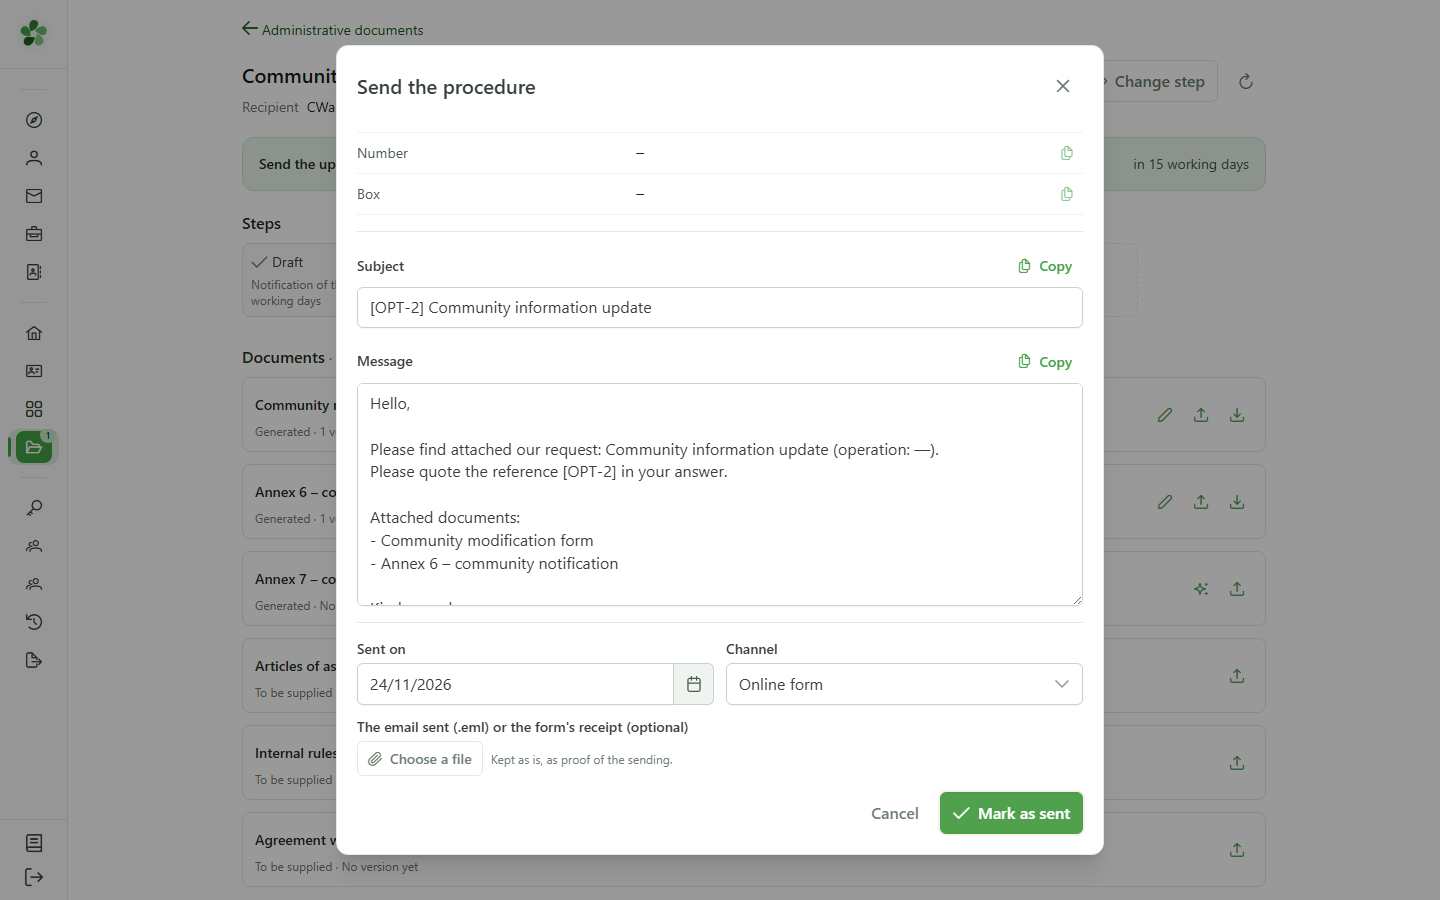 Administrative documents
Communit
Recipient CWa
Change step
Send the up
in 15 working days
Steps
Draft
Notification of t
working days
Documents ·
Community
Generated · 1 v
Annex 6 – co
Generated · 1 v
Annex 7 – co
Generated · No
Articles of as
To be supplied
Internal rules
To be supplied
Agreement w
To be supplied · No version yet
1
Send the procedure
Number –
Box –
Subject
Copy
[OPT-2] Community information update
Message
Copy
Hello,
Please find attached our request: Community information update (operation: —).
Please quote the reference [OPT-2] in your answer.
Attached documents:
- Community modification form
- Annex 6 – community notification
Sent on
Channel
24/11/2026
Online form
The email sent (.eml) or the form's receipt (optional)
Choose a file
Kept as is, as proof of the sending.
Cancel
Mark as sent